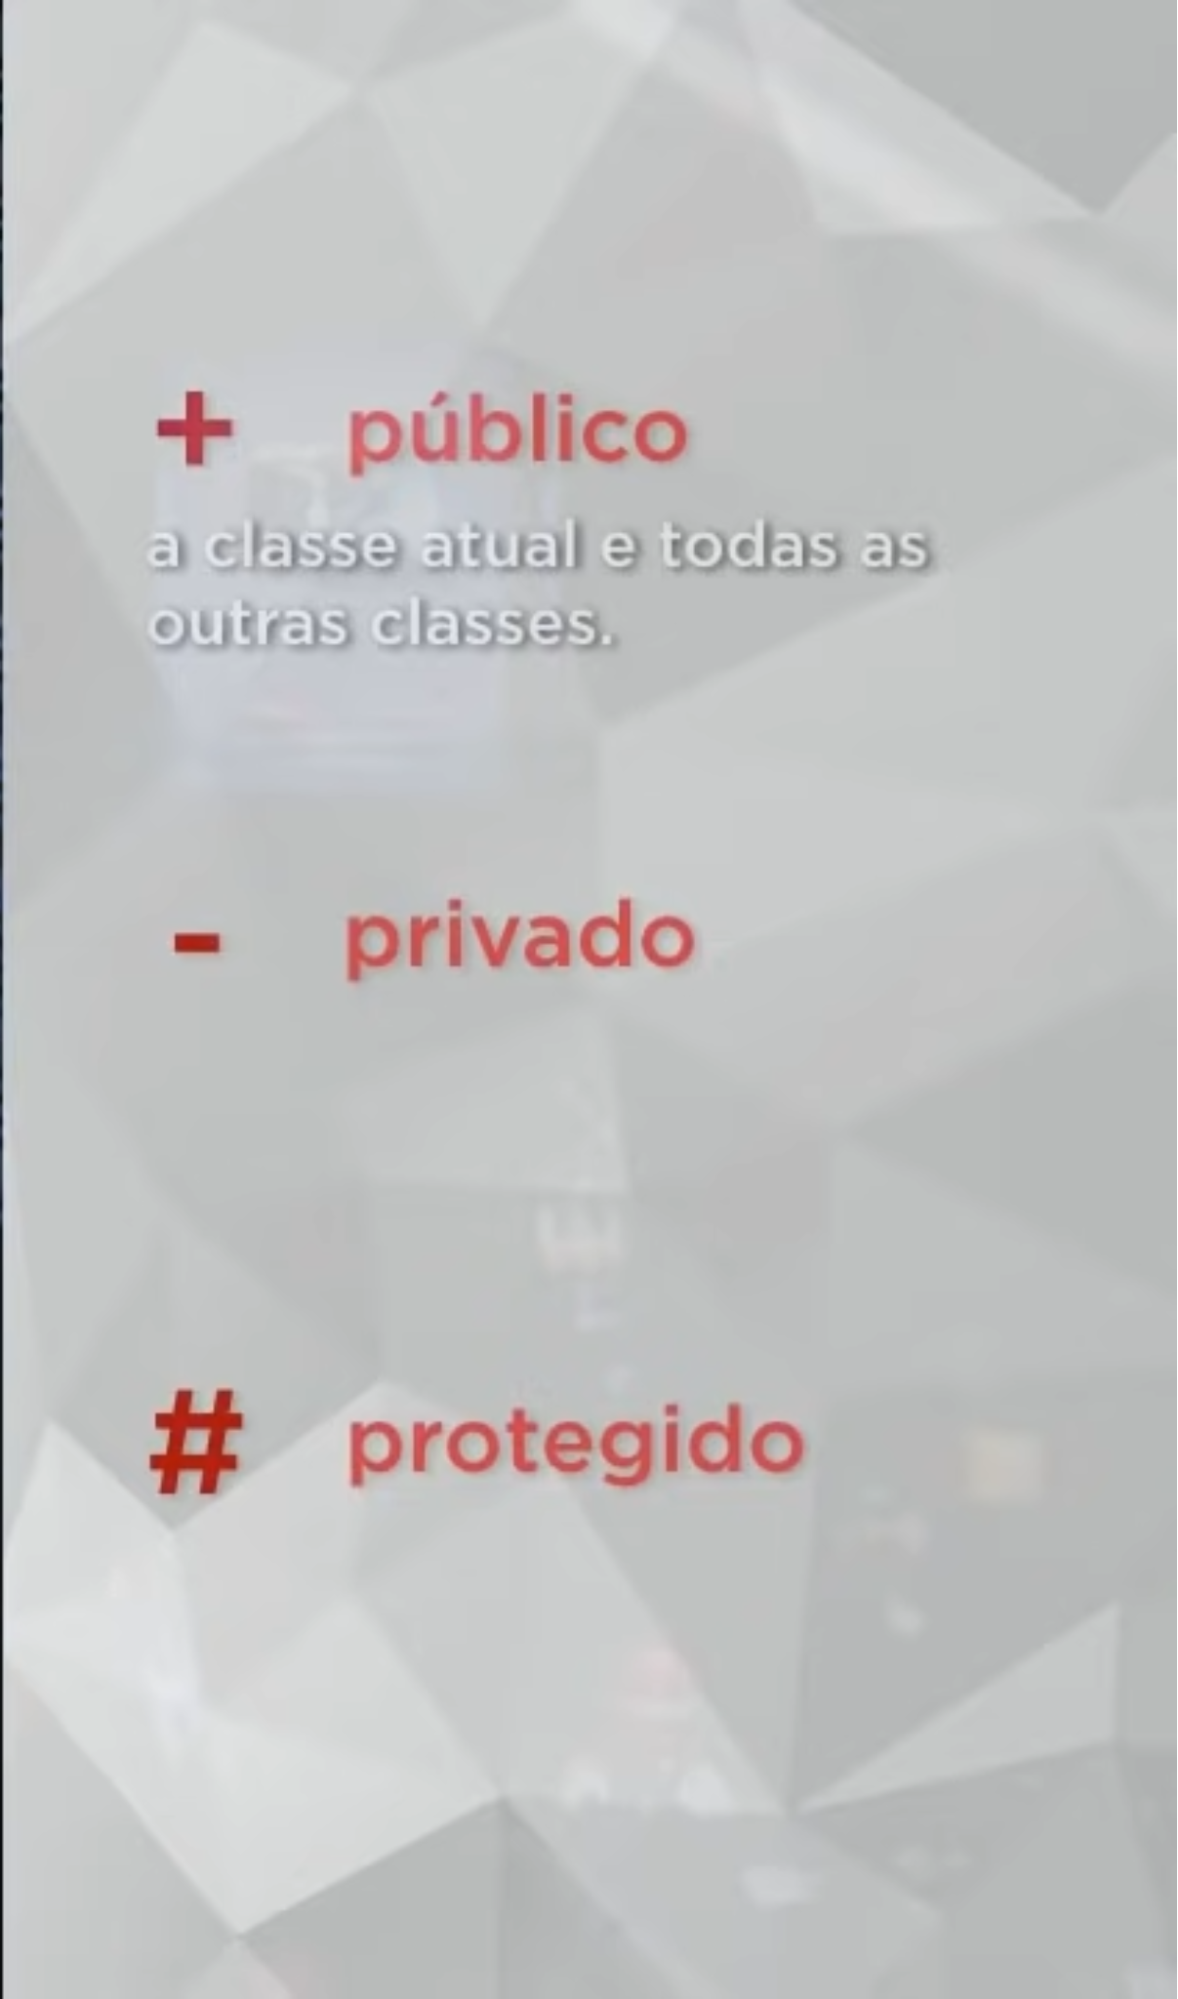 + público
a classe atual e todas as
outras classes.
- privado
# protegido